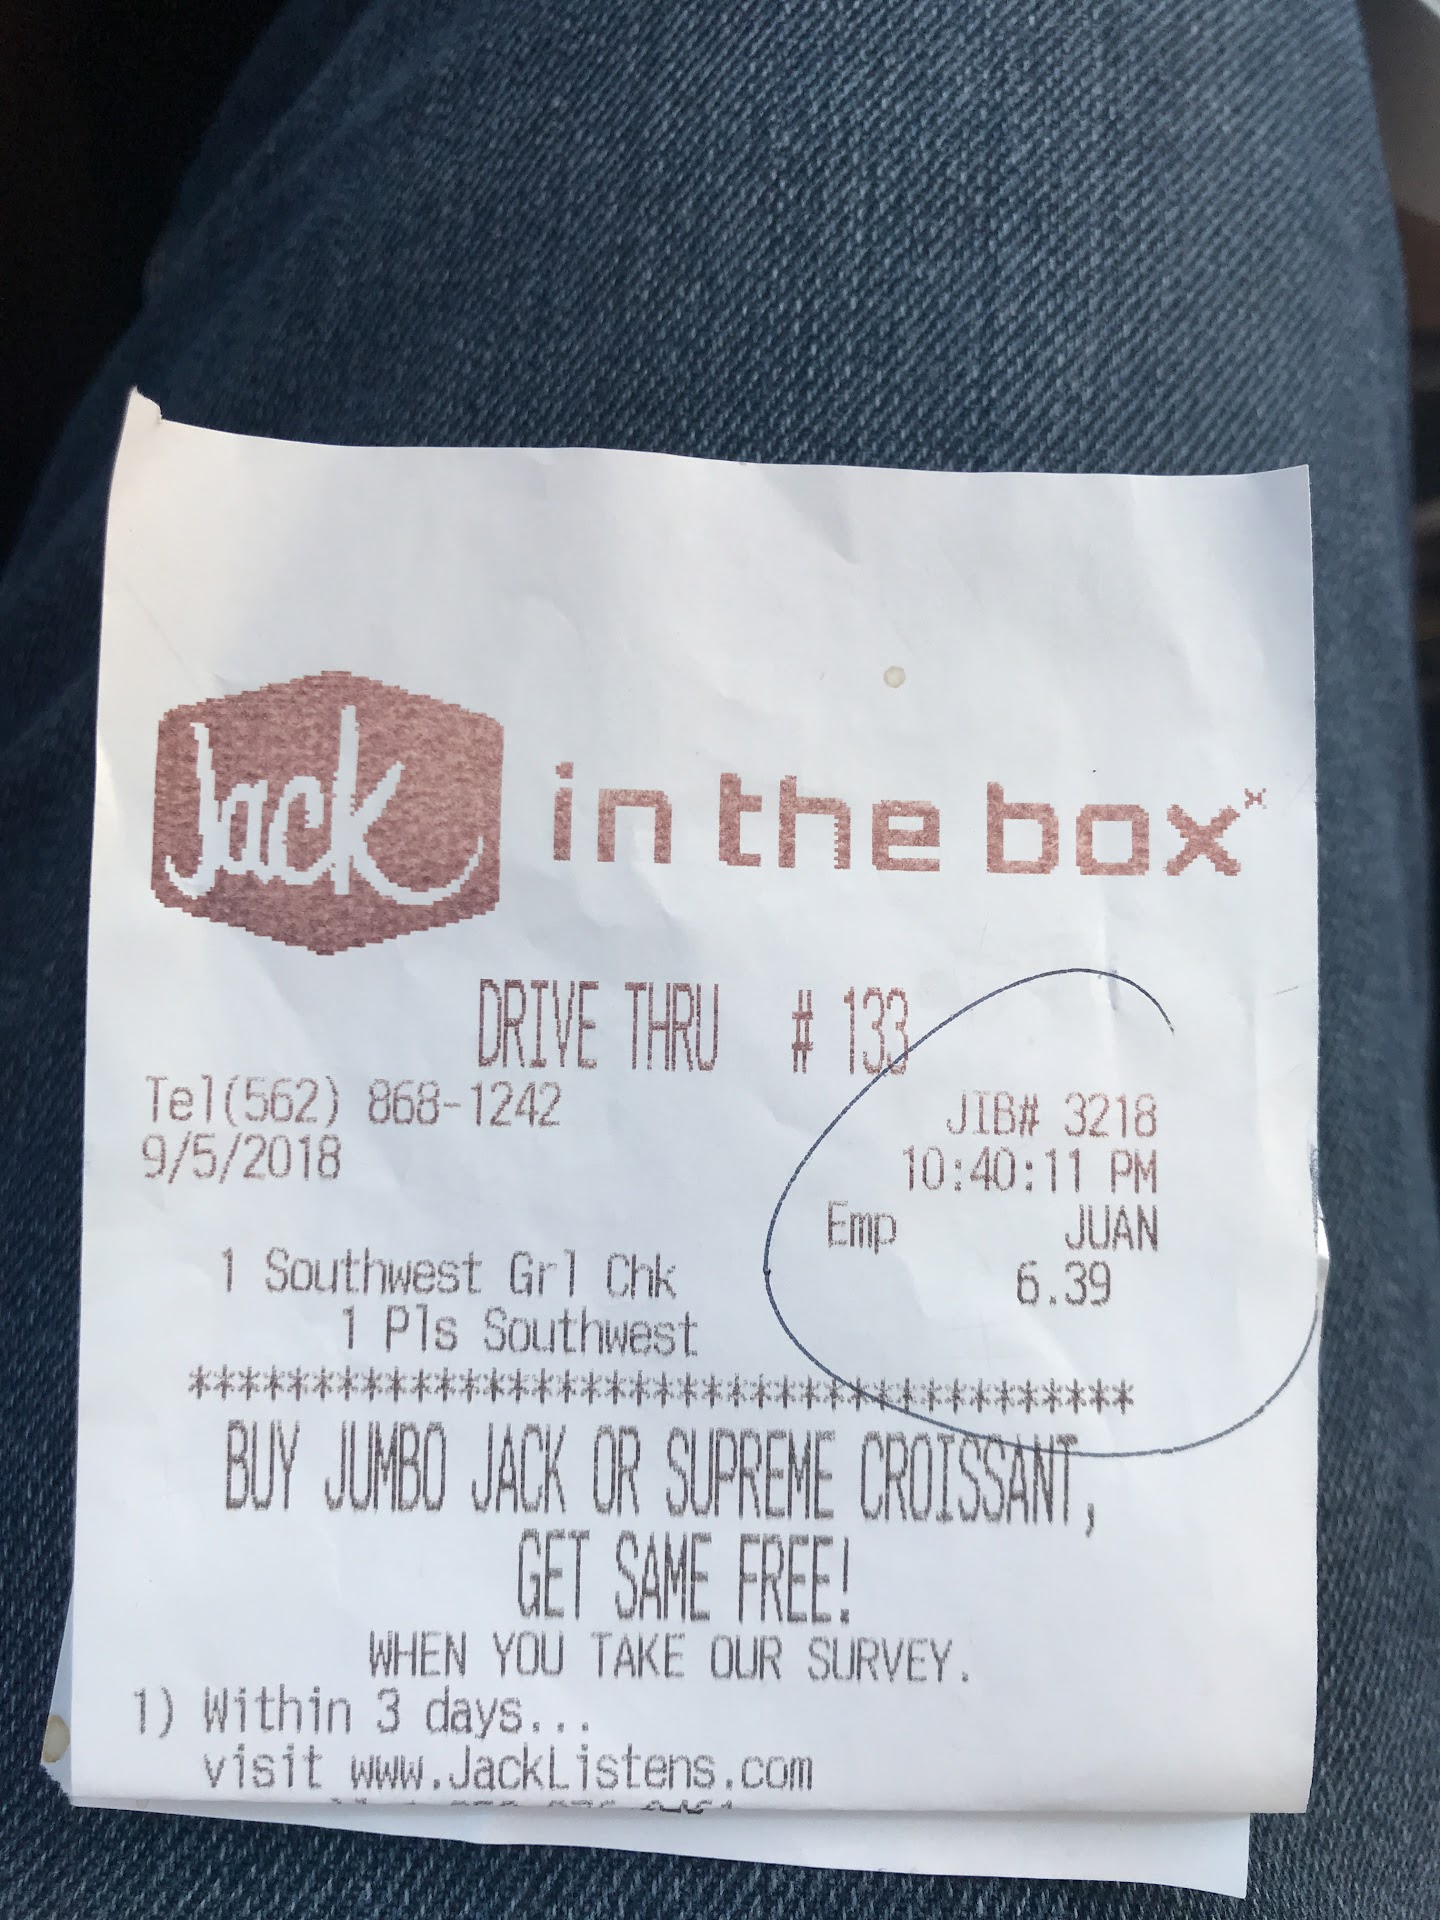 Jack in the box
DRIVE THRU # 133
Tel(562) 868-1242 JIB# 3218
9/5/2018 10:40:11 PM
Emp JUAN
1 Southwest Grl Chk 6.39
1 Pls Southwest
***************************************
BUY JUMBO JACK OR SUPREME CROISSANT,
GET SAME FREE!
WHEN YOU TAKE OUR SURVEY.
1) Within 3 days...
visit www.JackListens.com